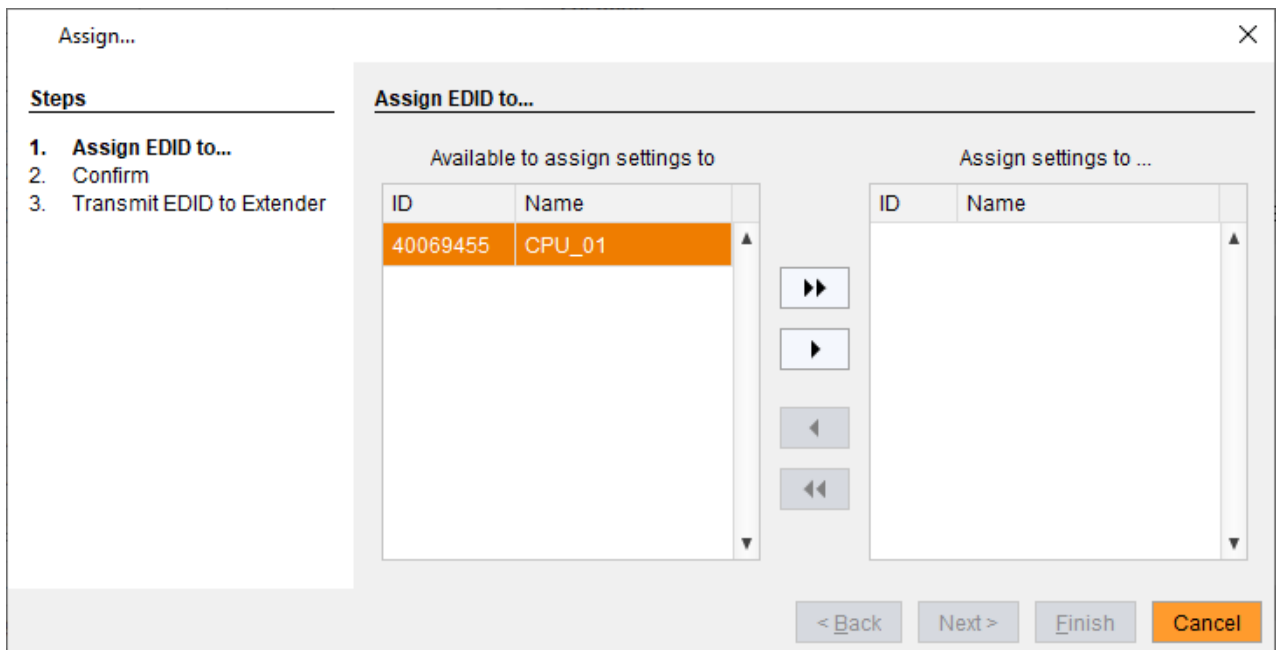 Assign...
Steps
1. Assign EDID to...
2. Confirm
3. Transmit EDID to Extender
Assign EDID to...
Available to assign settings to
ID Name
40069455 CPU_01
Assign settings to ...
ID Name
< Back Next > Finish Cancel